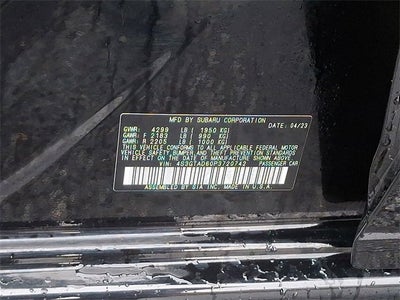 MFD BY SUBARU CORPORATION DATE: 04/23
GVWR: 4299 LB ( 1950 KG)
GAWR: F 2183 LB ( 990 KG)
GAWR: R 2205 LB ( 1000 KG)
THIS VEHICLE CONFORMS TO ALL APPLICABLE FEDERAL MOTOR
VEHICLE SAFETY, BUMPER AND THEFT PREVENTION STANDARDS
IN EFFECT ON THE DATE OF MANUFACTURE SHOWN ABOVE.
VIN: 4S3GTAD60P3720742 PASSENGER CAR
ASSEMBLED BY SIA INC., MADE IN U.S.A.